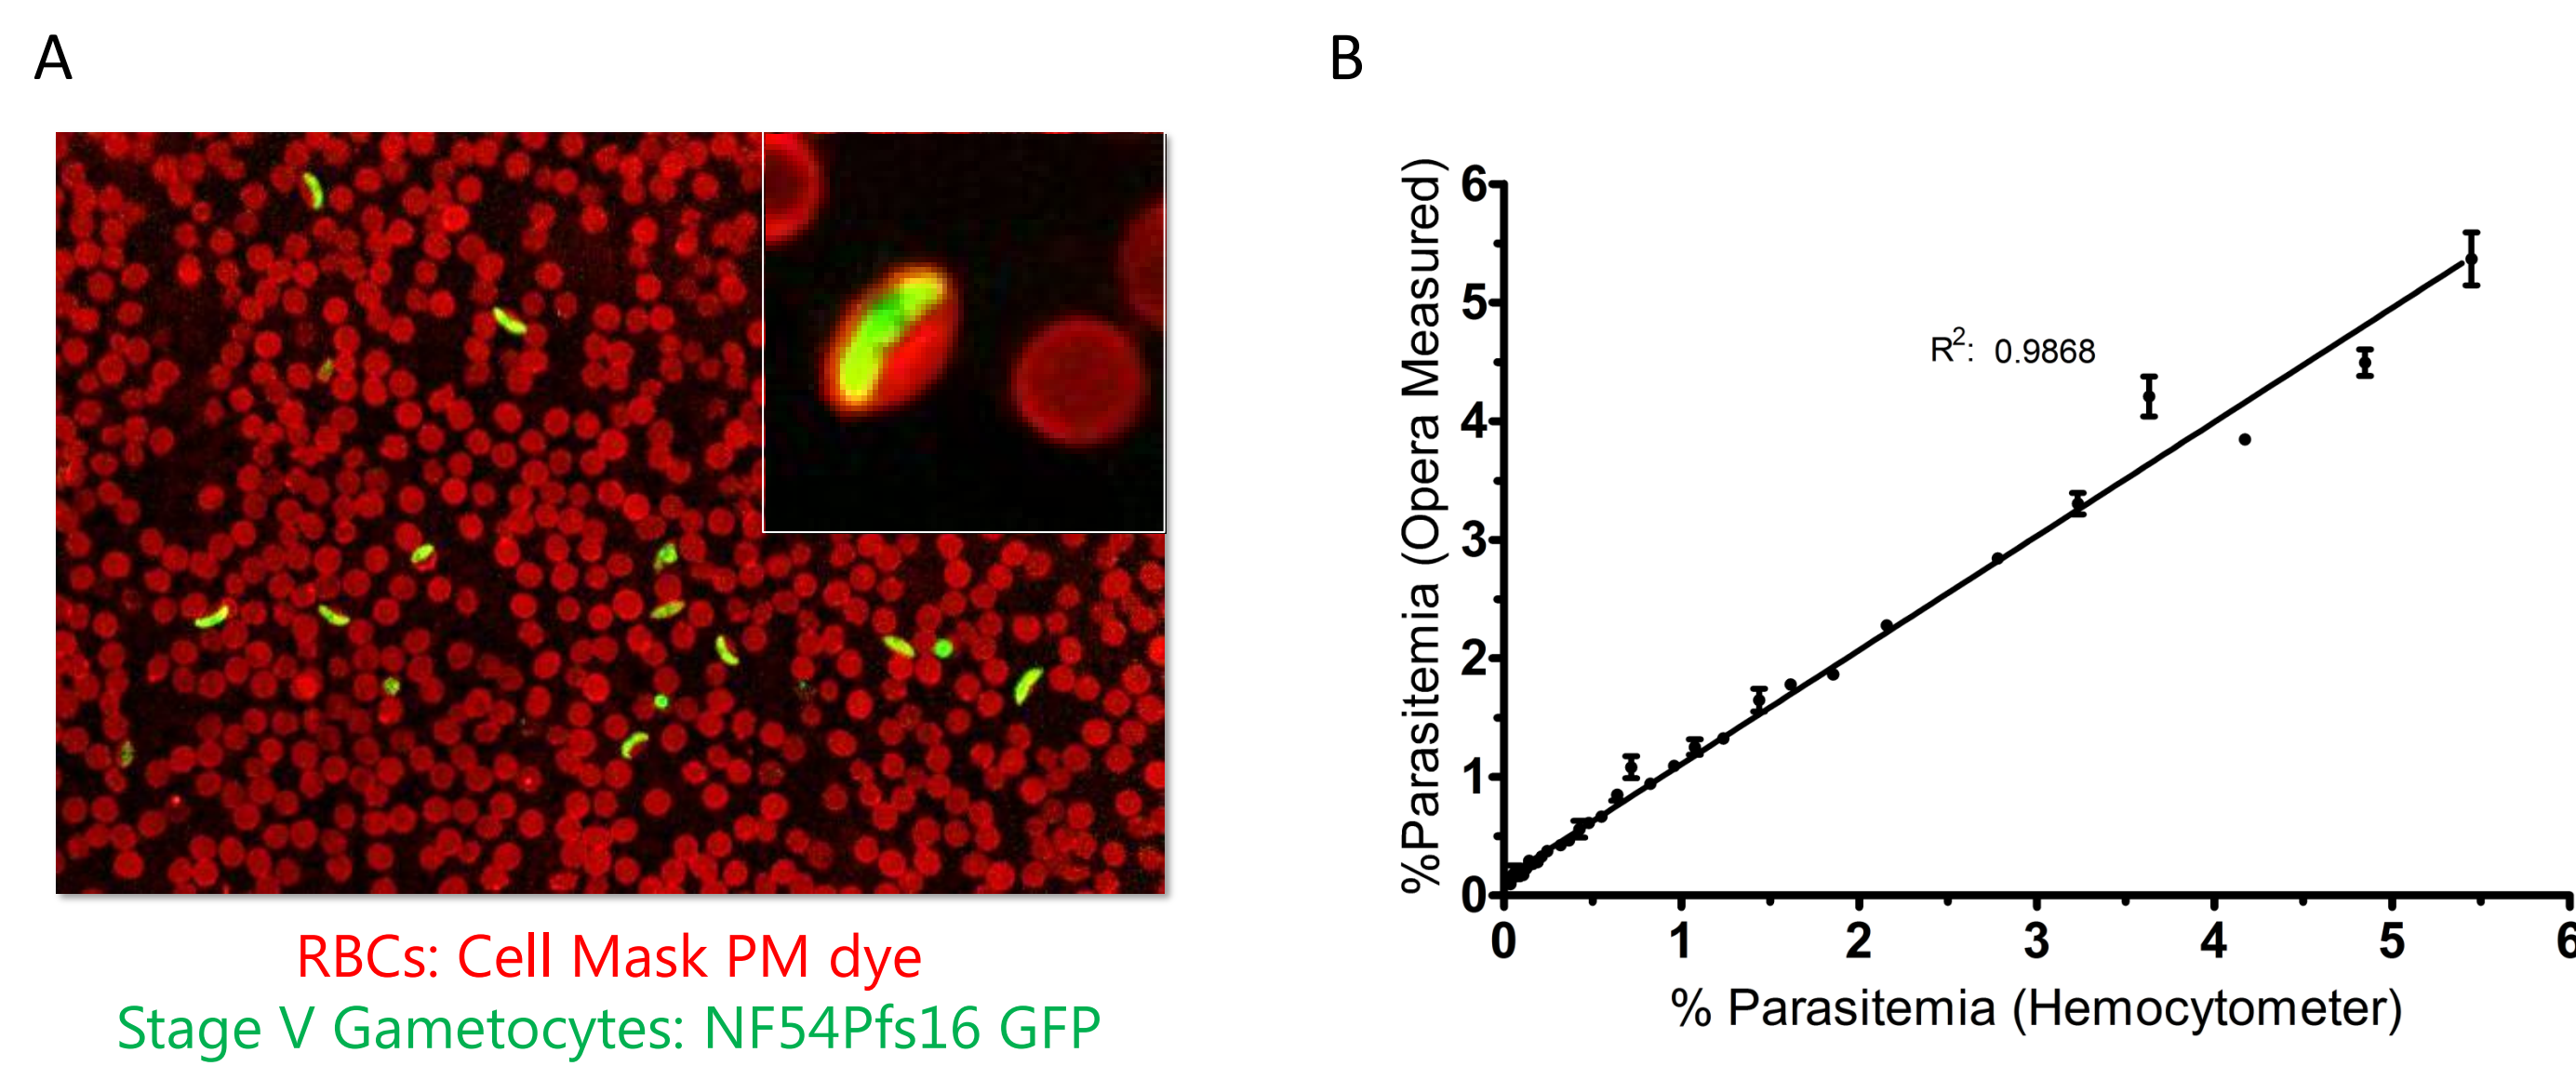 A
B
RBCs: Cell Mask PM dye
Stage V Gametocytes: NF54Pfs16 GFP
%Parasitemia (Opera Measured)
6
5
4
3
2
1
0
R²: 0.9868
0 1 2 3 4 5 6
% Parasitemia (Hemocytometer)